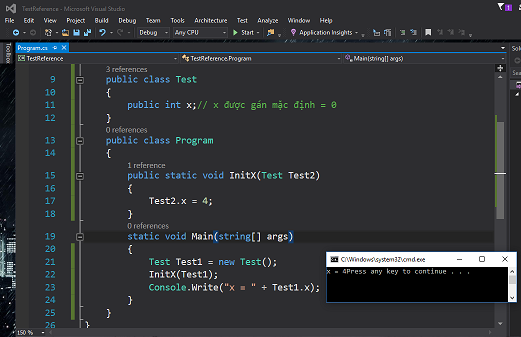 TestReference - Microsoft Visual Studio
File Edit View Project Build Debug Team Tools Architecture Test Analyze Window Help
Debug Any CPU Start Application Insights
Toolbox
Program.cs
TestReference TestReference.Program Main(string[] args)
3 references
9 public class Test
10 {
11 public int x;// x được gán mặc định = 0
12 }
0 references
13 public class Program
14 {
1 reference
15 public static void InitX(Test Test2)
16 {
17 Test2.x = 4;
18 }
0 references
19 static void Main(string[] args)
20 {
21 Test Test1 = new Test();
22 InitX(Test1);
23 Console.Write("x = " + Test1.x);
24 }
25 }
26 }
150 %
C:\Windows\system32\cmd.exe
x = 4Press any key to continue . . .